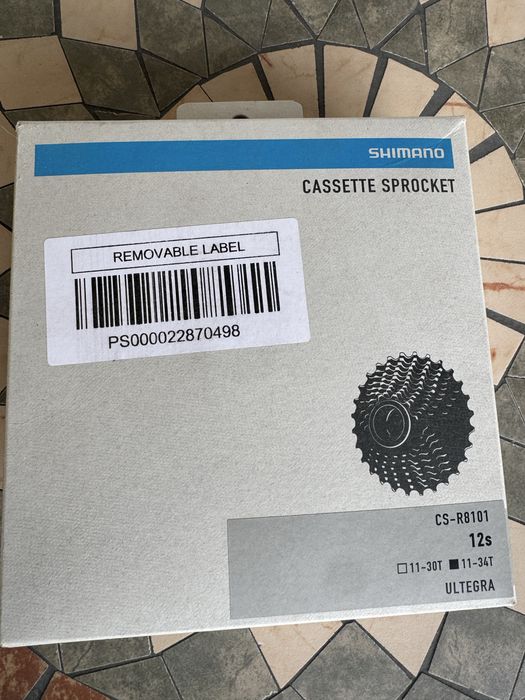 SHIMANO
CASSETTE SPROCKET
REMOVABLE LABEL
PS000022870498
CS-R8101
12s
□11-30T ■11-34T
ULTEGRA